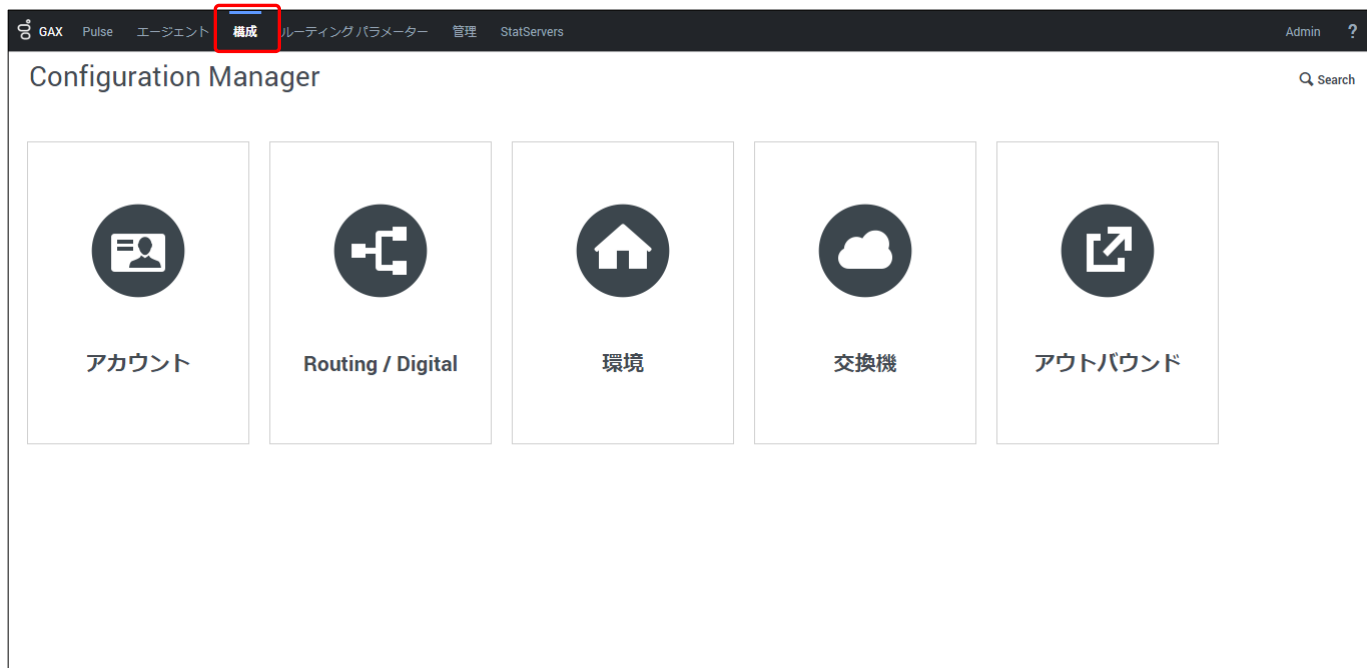 GAX Pulse エージェント 構成 ルーティング パラメーター 管理 StatServers Admin ?
Configuration Manager
Search
アカウント Routing / Digital 環境 交換機 アウトバウンド